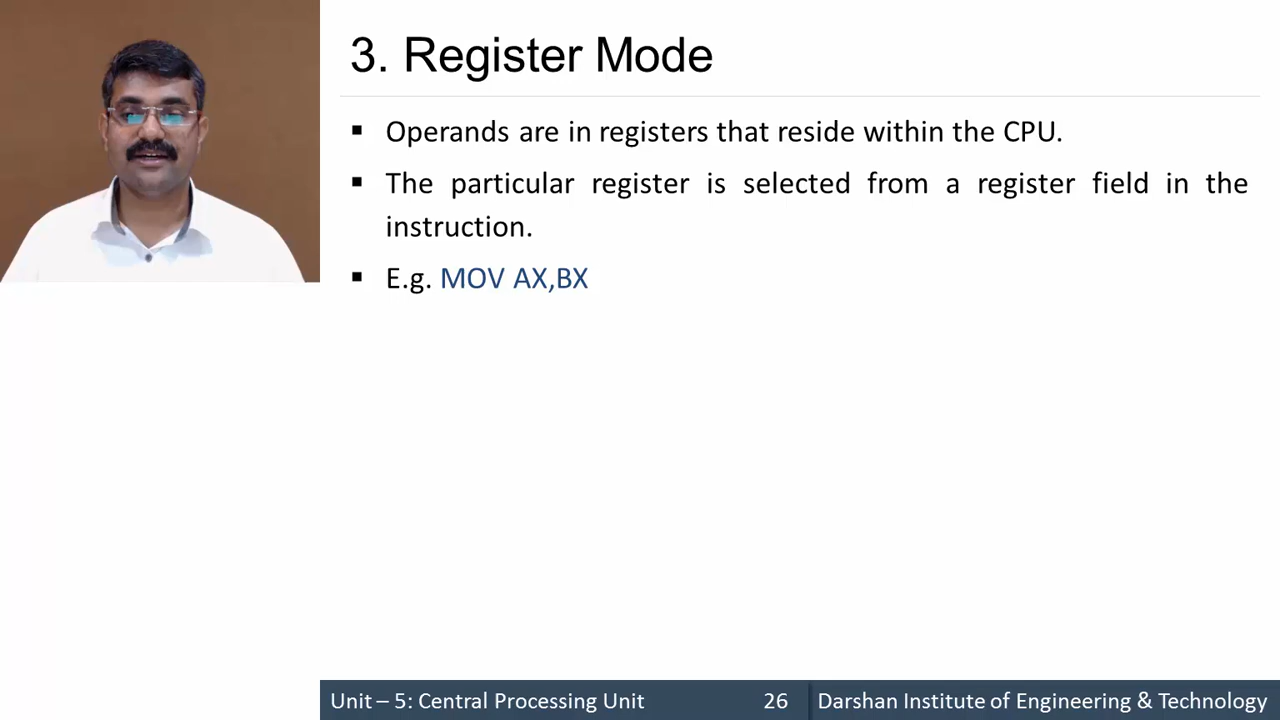 3. Register Mode
▪ Operands are in registers that reside within the CPU.
▪ The particular register is selected from a register field in the
instruction.
▪ E.g. MOV AX,BX
Unit – 5: Central Processing Unit 26 Darshan Institute of Engineering & Technology